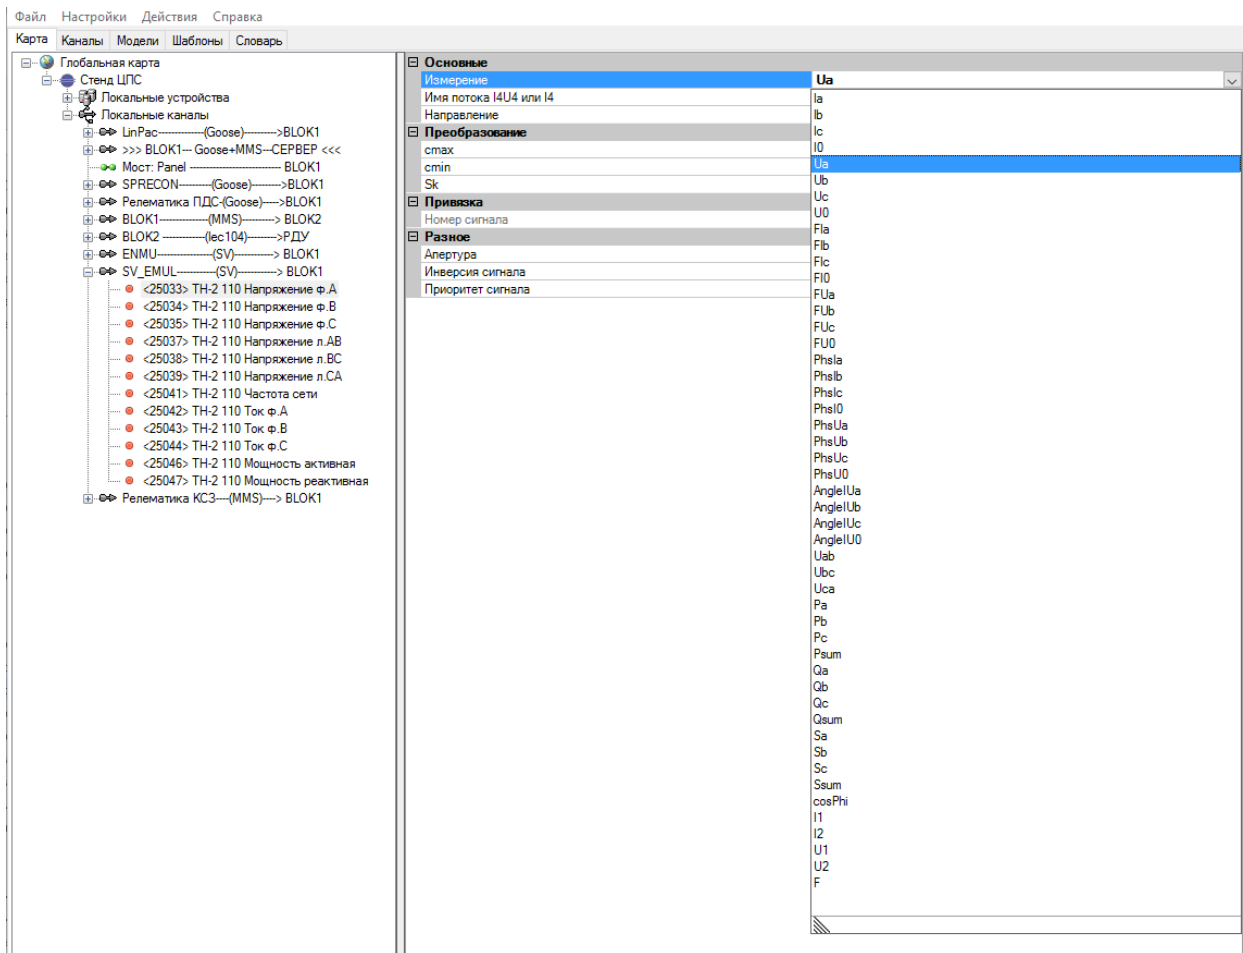 Файл Настройки Действия Справка
Карта Каналы Модели Шаблоны Словарь
Глобальная карта
Стенд ЦПС
Локальные устройства
Локальные каналы
LinPac-------------(Goose)--------->BLOK1
>>> BLOK1--- Goose+MMS---СЕРВЕР <<<
Мост: Panel -------------------------- BLOK1
SPRECON---------(Goose)-------->BLOK1
Релематика ПДС-(Goose)----->BLOK1
BLOK1--------------(MMS)---------> BLOK2
BLOK2 ------------(Iec104)-------->РДУ
ENMU----------------(SV)-----------> BLOK1
SV_EMUL-----------(SV)-----------> BLOK1
<25033> ТН-2 110 Напряжение ф.А
<25034> ТН-2 110 Напряжение ф.В
<25035> ТН-2 110 Напряжение ф.С
<25037> ТН-2 110 Напряжение л.АВ
<25038> ТН-2 110 Напряжение л.ВС
<25039> ТН-2 110 Напряжение л.СА
<25041> ТН-2 110 Частота сети
<25042> ТН-2 110 Ток ф.А
<25043> ТН-2 110 Ток ф.В
<25044> ТН-2 110 Ток ф.С
<25046> ТН-2 110 Мощность активная
<25047> ТН-2 110 Мощность реактивная
Релематика КСЗ----(MMS)----> BLOK1
Основные
Измерение Ua
Имя потока I4U4 или I4
Направление
Преобразование
cmax
cmin
Sk
Привязка
Номер сигнала
Разное
Апертура
Инверсия сигнала
Приоритет сигнала
Ia
Ib
Ic
I0
Ua
Ub
Uc
U0
FIa
FIb
FIc
FI0
FUa
FUb
FUc
FU0
PhsIa
PhsIb
PhsIc
PhsI0
PhsUa
PhsUb
PhsUc
PhsU0
AngleIUa
AngleIUb
AngleIUc
AngleIU0
Uab
Ubc
Uca
Pa
Pb
Pc
Psum
Qa
Qb
Qc
Qsum
Sa
Sb
Sc
Ssum
cosPhi
I1
I2
U1
U2
F